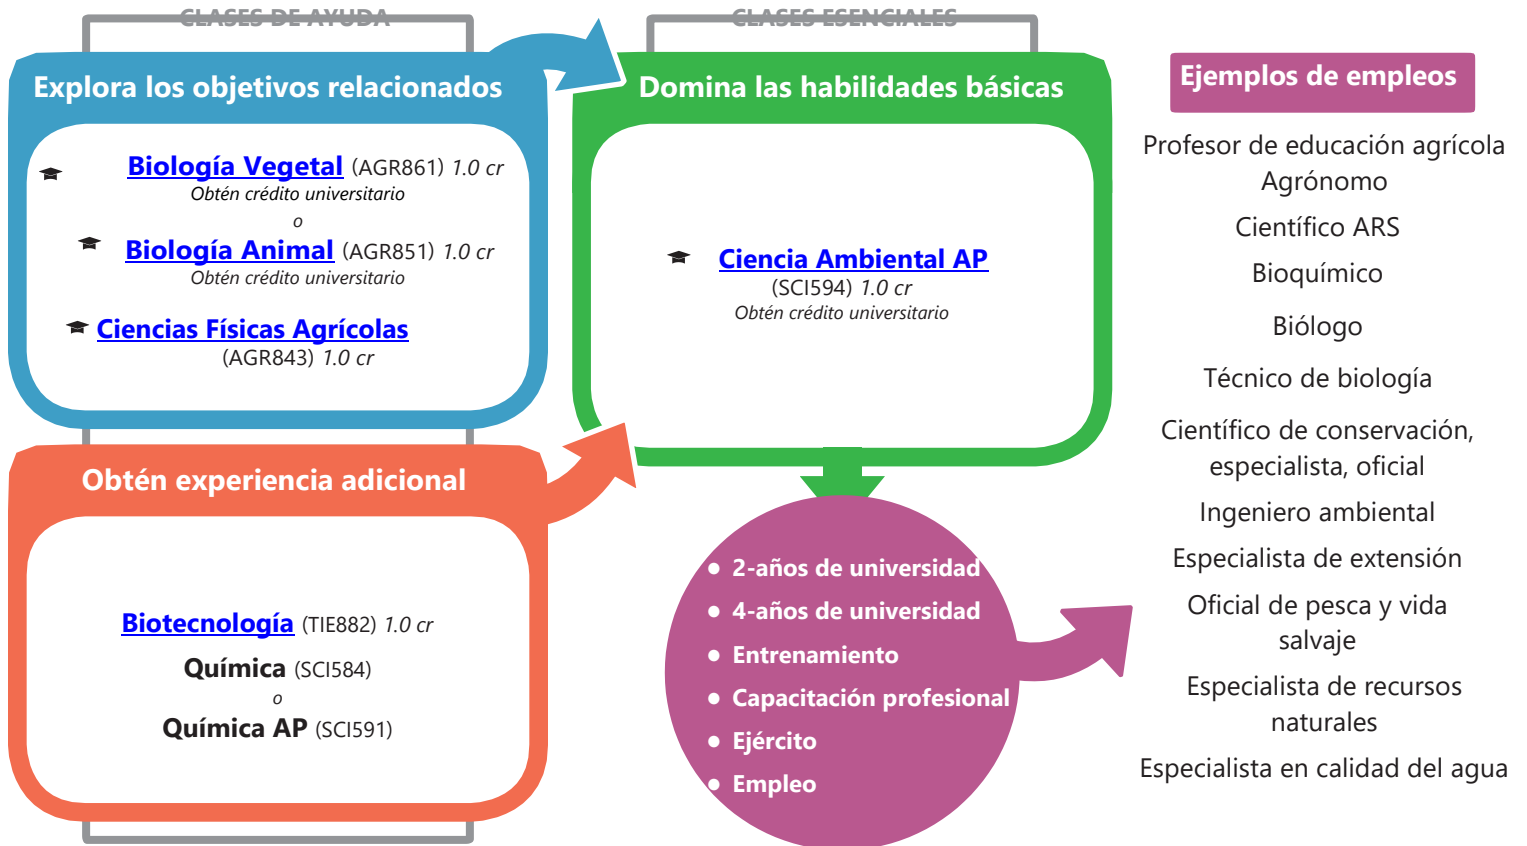 CLASES DE AYUDA
Explora los objetivos relacionados
Biología Vegetal (AGR861) 1.0 cr
Obtén crédito universitario
o
Biología Animal (AGR851) 1.0 cr
Obtén crédito universitario
Ciencias Físicas Agrícolas
(AGR843) 1.0 cr
Obtén experiencia adicional
Biotecnología (TIE882) 1.0 cr
Química (SCI584)
o
Química AP (SCI591)
CLASES ESENCIALES
Domina las habilidades básicas
Ciencia Ambiental AP
(SCI594) 1.0 cr
Obtén crédito universitario
• 2-años de universidad
• 4-años de universidad
• Entrenamiento
• Capacitación profesional
• Ejército
• Empleo
Ejemplos de empleos
Profesor de educación agrícola
Agrónomo
Científico ARS
Bioquímico
Biólogo
Técnico de biología
Científico de conservación,
especialista, oficial
Ingeniero ambiental
Especialista de extensión
Oficial de pesca y vida
salvaje
Especialista de recursos
naturales
Especialista en calidad del agua